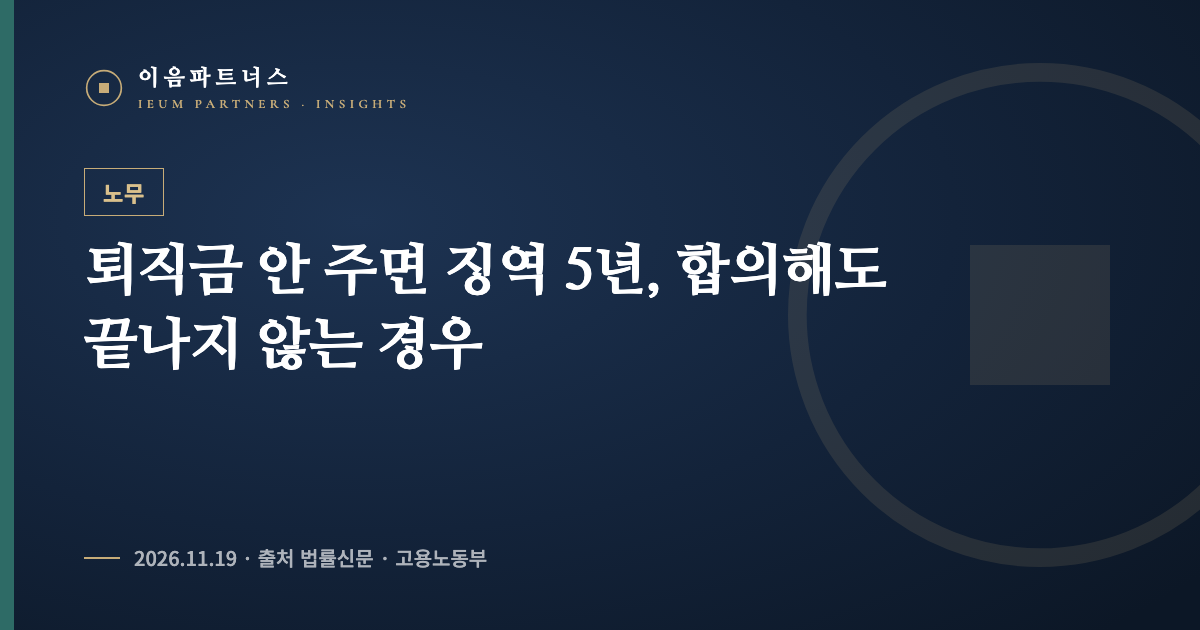 이음파트너스
IEUM PARTNERS · INSIGHTS
노무
퇴직금 안 주면 징역 5년, 합의해도
끝나지 않는 경우
2026.11.19 · 출처 법률신문 · 고용노동부